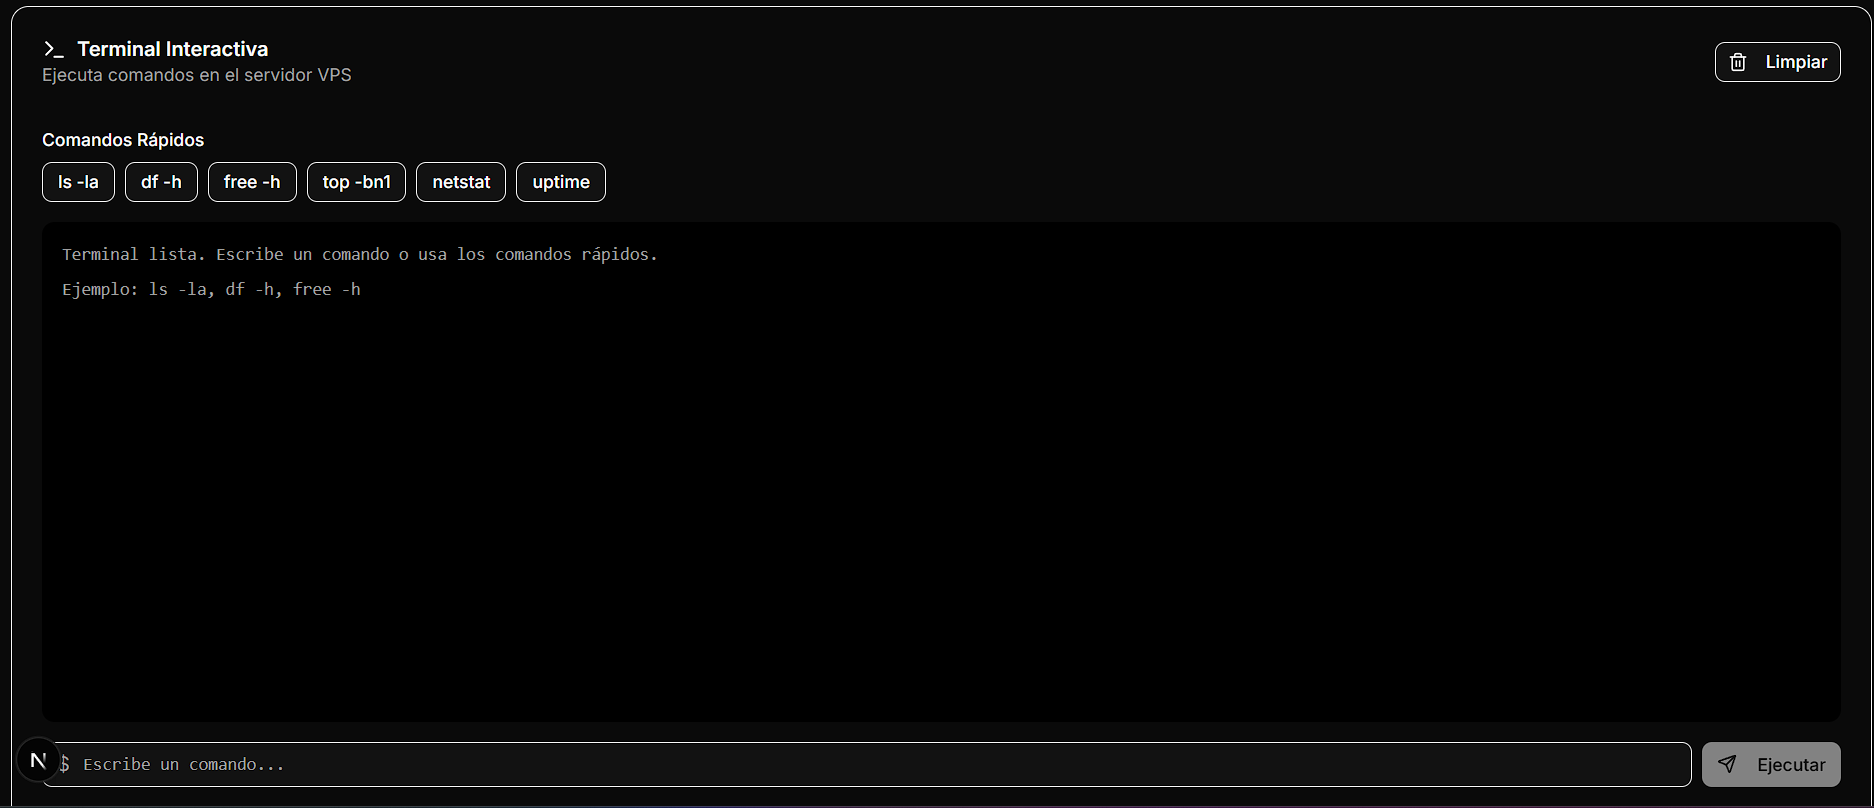 >_ Terminal Interactiva
Ejecuta comandos en el servidor VPS
Limpiar
Comandos Rápidos
ls -la df -h free -h top -bn1 netstat uptime
Terminal lista. Escribe un comando o usa los comandos rápidos.
Ejemplo: ls -la, df -h, free -h
N $ Escribe un comando... Ejecutar